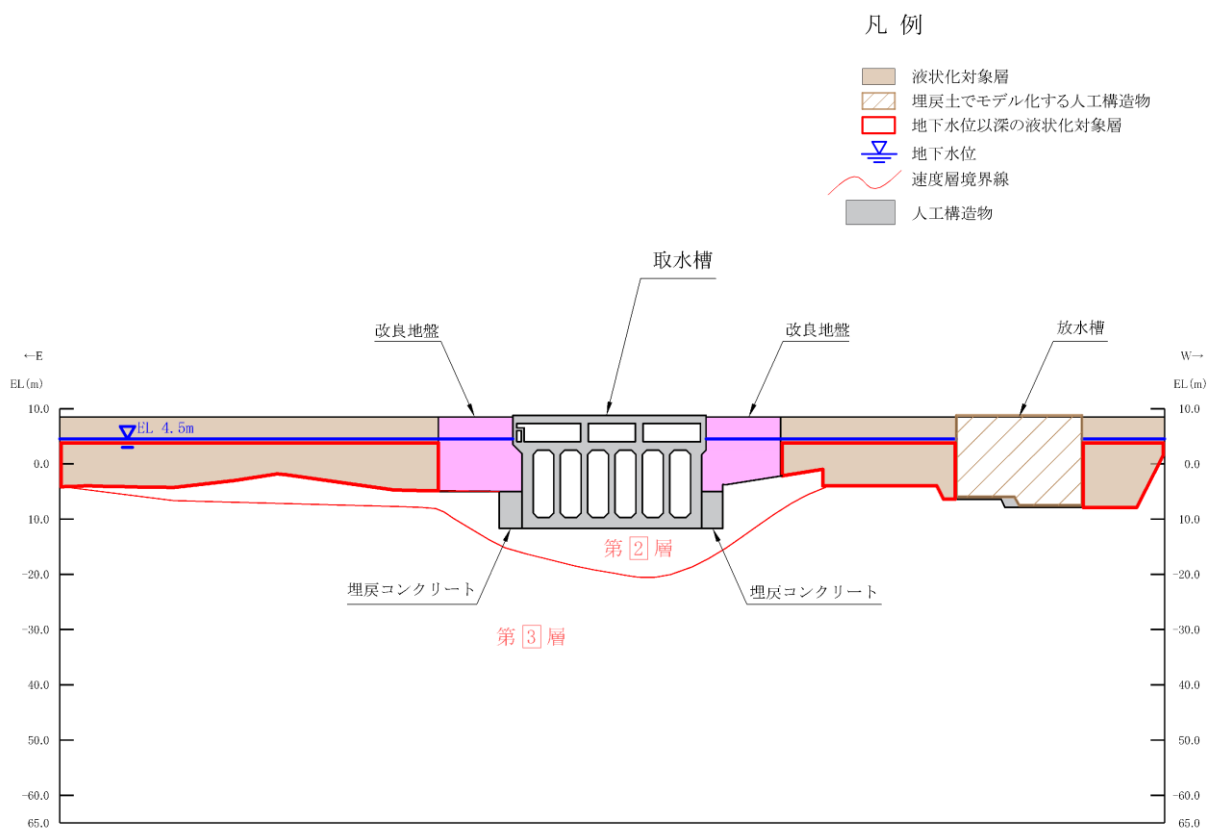 凡 例
液状化対象層
埋戻土でモデル化する人工構造物
地下水位以深の液状化対象層
地下水位
速度層境界線
人工構造物
取水槽
改良地盤
改良地盤
放水槽
←E
W→
EL(m)
EL(m)
10.0
10.0
EL 4.5m
0.0
0.0
10.0
-10.0
第2層
-20.0
-20.0
埋戻コンクリート
埋戻コンクリート
-30.0
-30.0
第3層
40.0
40.0
50.0
50.0
-60.0
-60.0
65.0
65.0